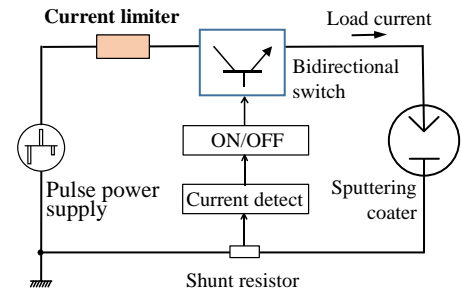 Current limiter
Load current
Bidirectional
switch
ON/OFF
Pulse power
supply
Current detect
Sputtering
coater
Shunt resistor